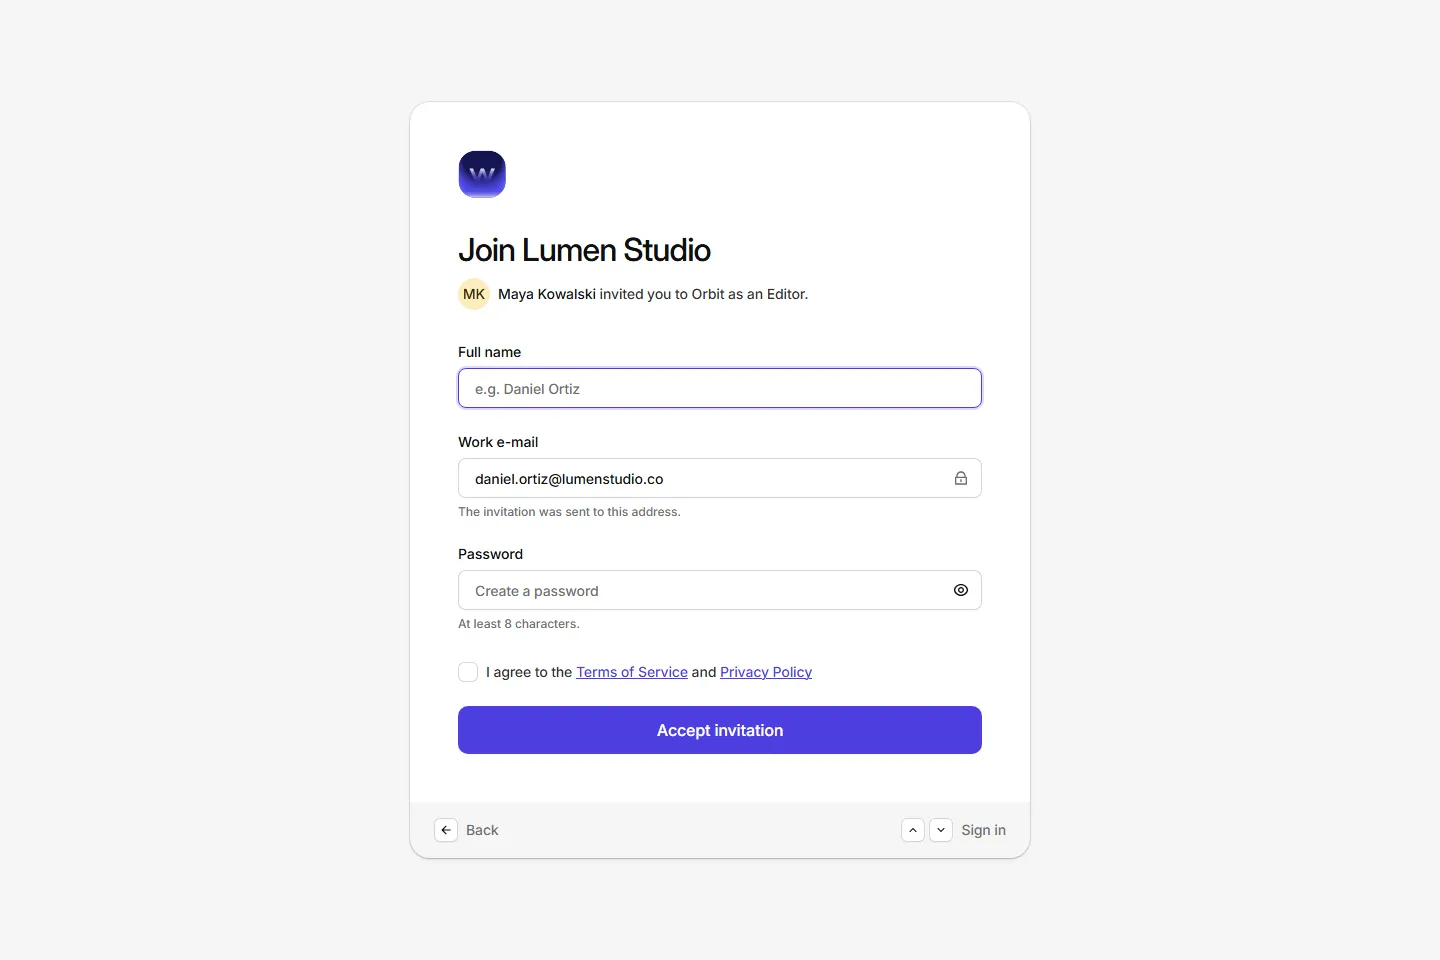 W
Join Lumen Studio
MK Maya Kowalski invited you to Orbit as an Editor.
Full name
e.g. Daniel Ortiz
Work e-mail
daniel.ortiz@lumenstudio.co
The invitation was sent to this address.
Password
Create a password
At least 8 characters.
I agree to the Terms of Service and Privacy Policy
Accept invitation
Back
Sign in